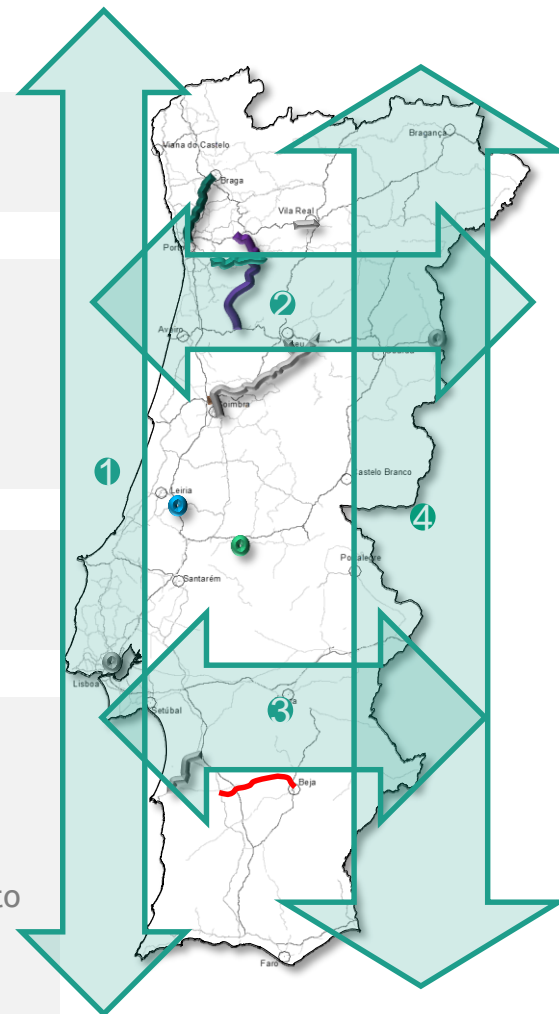 Bragança
Viana do Castelo
Braga
Vila Real
Porto
2
Aveiro
Coimbra
Castelo Branco
1
Leiria
4
Portalegre
Santarém
Lisboa
3
Setúbal
Beja
to
Faro